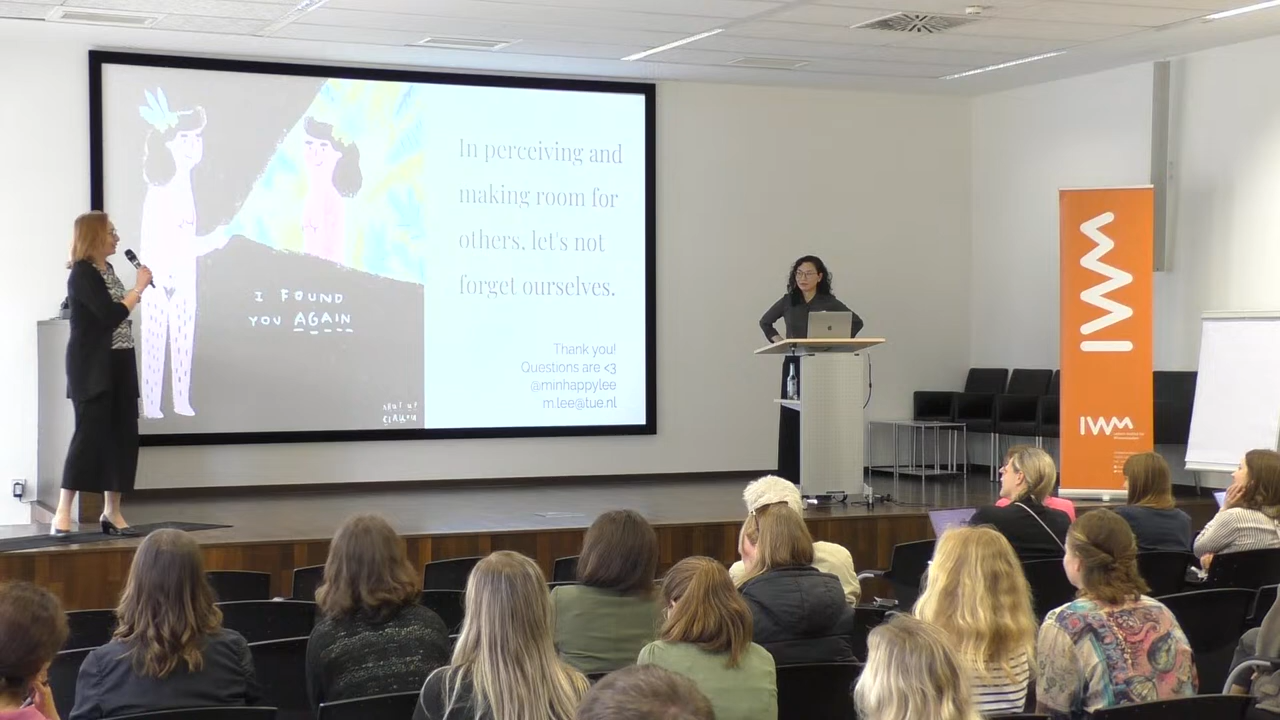 In perceiving and
making room for
others, let's not
forget ourselves.
I FOUND
YOU AGAIN
Thank you!
Questions are <3
@minhappylee
m.lee@tue.nl
IWM
IWM